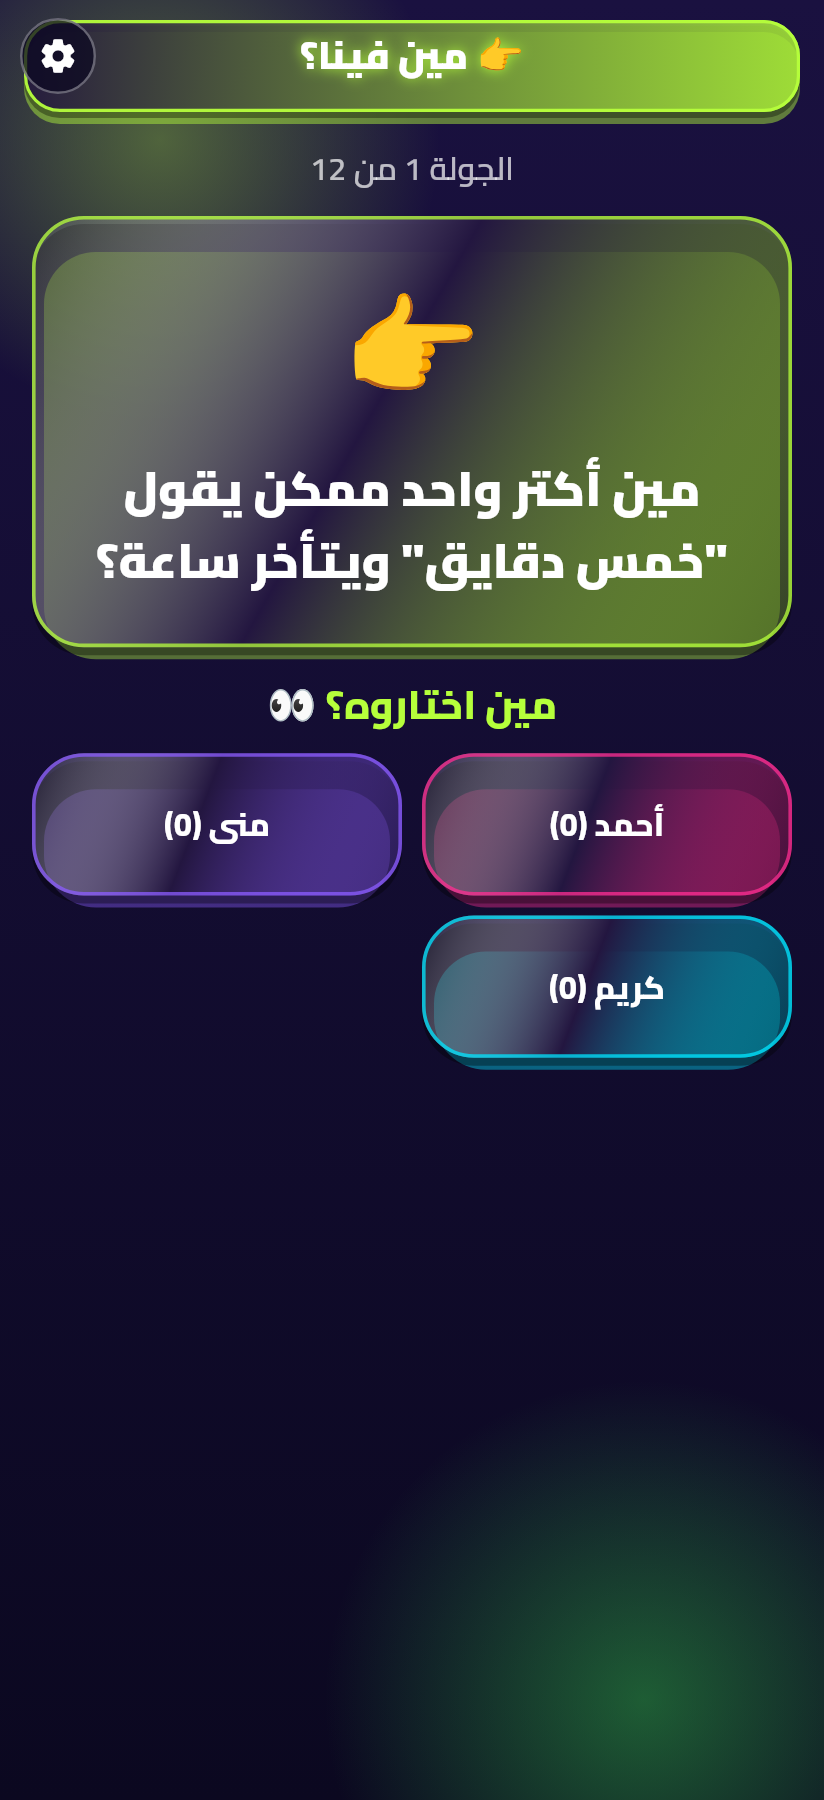 👉 مين فينا؟
الجولة 1 من 12
👉
مين أكتر واحد ممكن يقول
"خمس دقايق" ويتأخر ساعة؟
مين اختاروه؟ 👀
أحمد (0)
منى (0)
كريم (0)